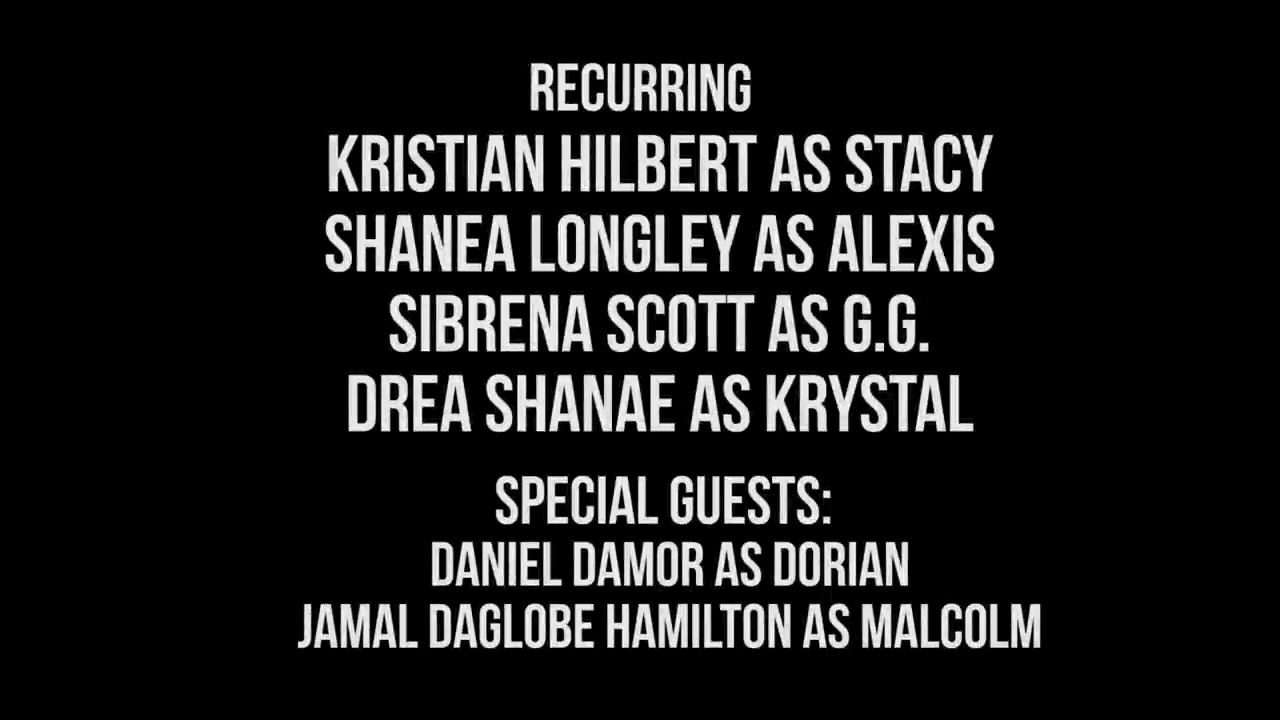 RECURRING
KRISTIAN HILBERT AS STACY
SHANEA LONGLEY AS ALEXIS
SIBRENA SCOTT AS G.G.
DREA SHANAE AS KRYSTAL
SPECIAL GUESTS:
DANIEL DAMOR AS DORIAN
JAMAL DAGLOBE HAMILTON AS MALCOLM